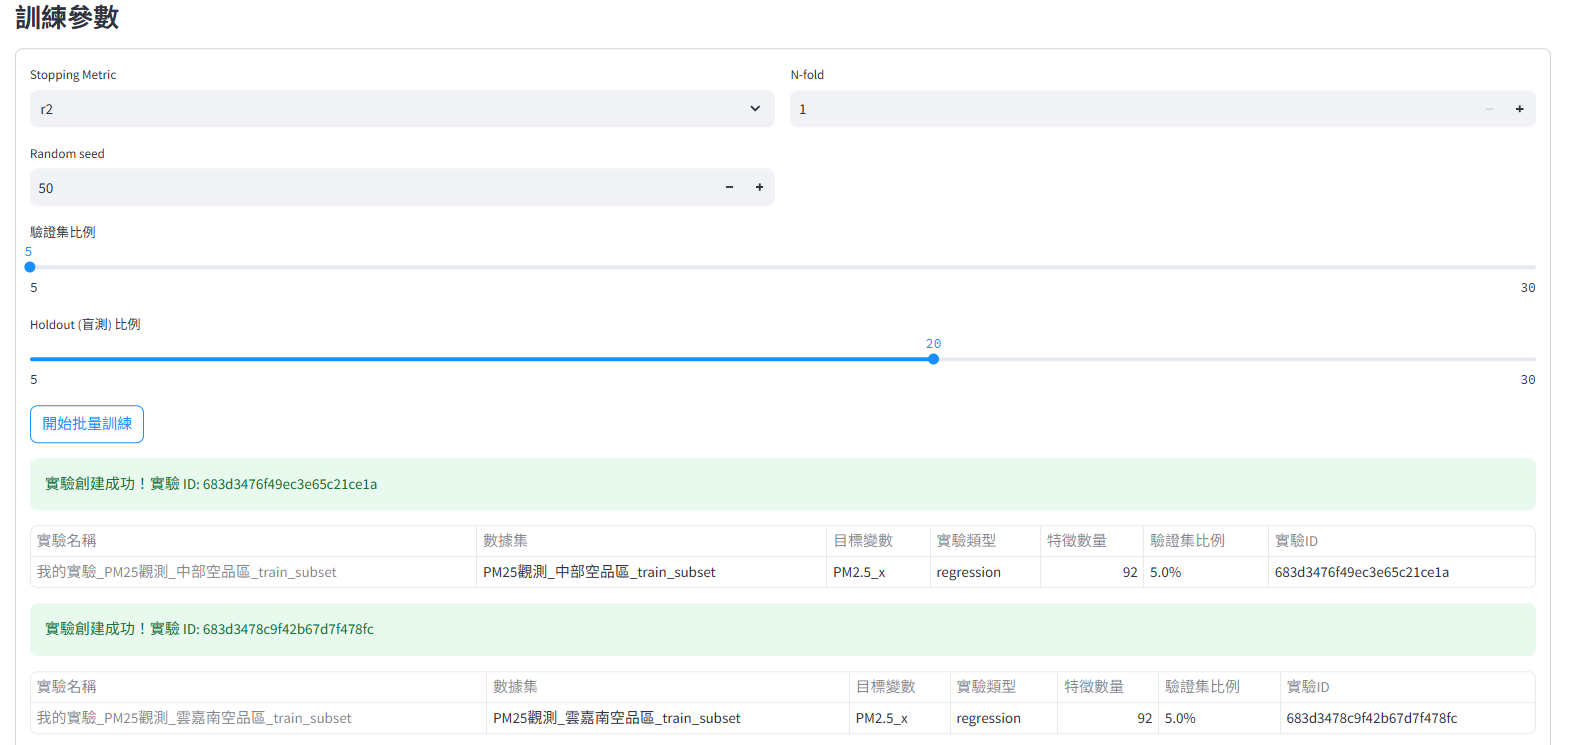 訓練參數
Stopping Metric N-fold
r2 1
Random seed
50
驗證集比例
5
5 30
Holdout (盲測) 比例
20
5 30
開始批量訓練
實驗創建成功！實驗 ID: 683d3476f49ec3e65c21ce1a
實驗名稱 數據集 目標變數 實驗類型 特徵數量 驗證集比例 實驗ID
我的實驗_PM25觀測_中部空品區_train_subset PM25觀測_中部空品區_train_subset PM2.5_x regression 92 5.0% 683d3476f49ec3e65c21ce1a
實驗創建成功！實驗 ID: 683d3478c9f42b67d7f478fc
實驗名稱 數據集 目標變數 實驗類型 特徵數量 驗證集比例 實驗ID
我的實驗_PM25觀測_雲嘉南空品區_train_subset PM25觀測_雲嘉南空品區_train_subset PM2.5_x regression 92 5.0% 683d3478c9f42b67d7f478fc